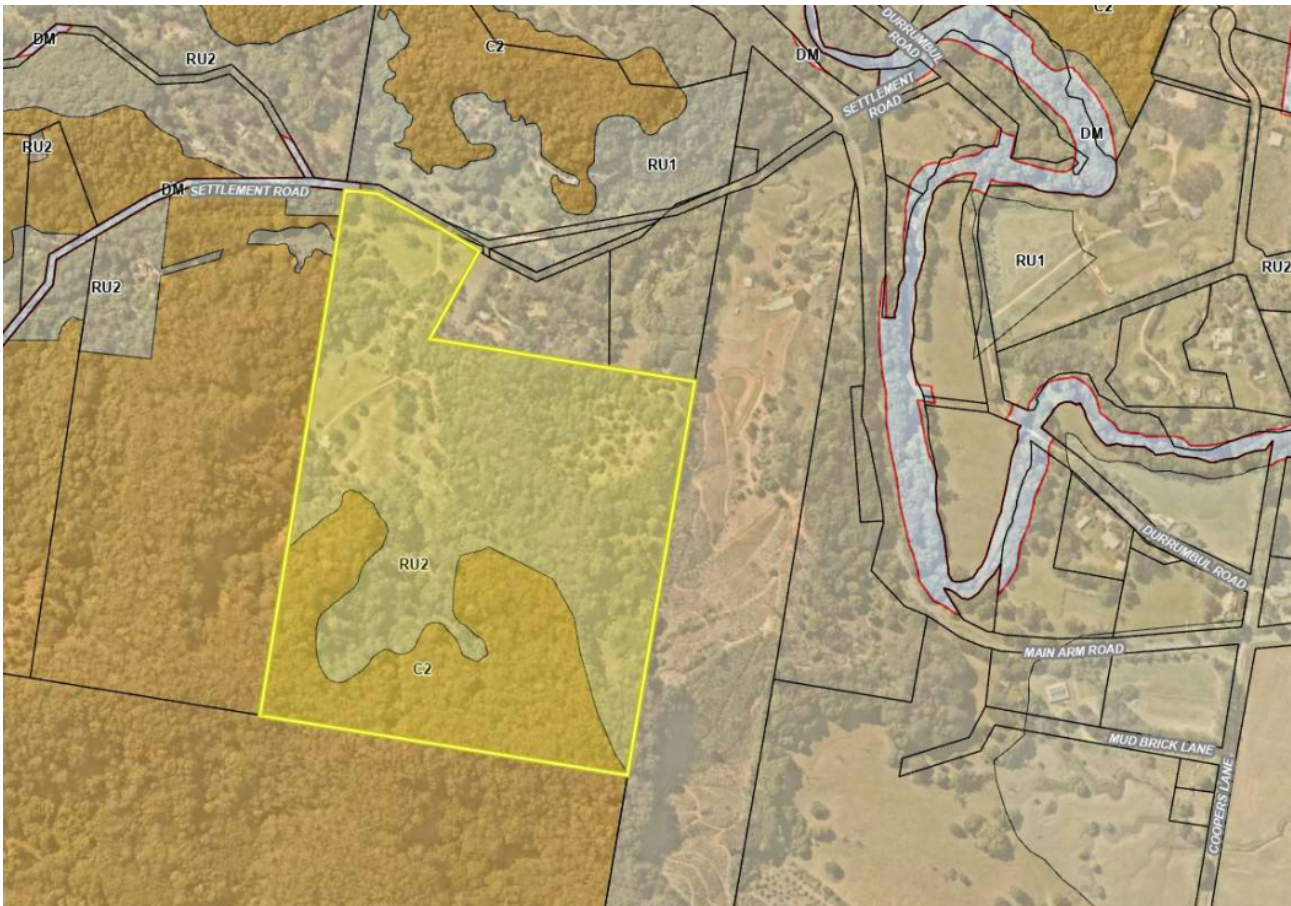 C2
DURRUMBUL
ROAD
DM
RU2
C2
DM
SETTLEMENT
ROAD
DM
RU2
RU1
DM
SETTLEMENT ROAD
RU1
RU2
RU2
DURRUMBUL ROAD
RU2
MAIN ARM ROAD
C2
MUD BRICK LANE
COOPERS LANE